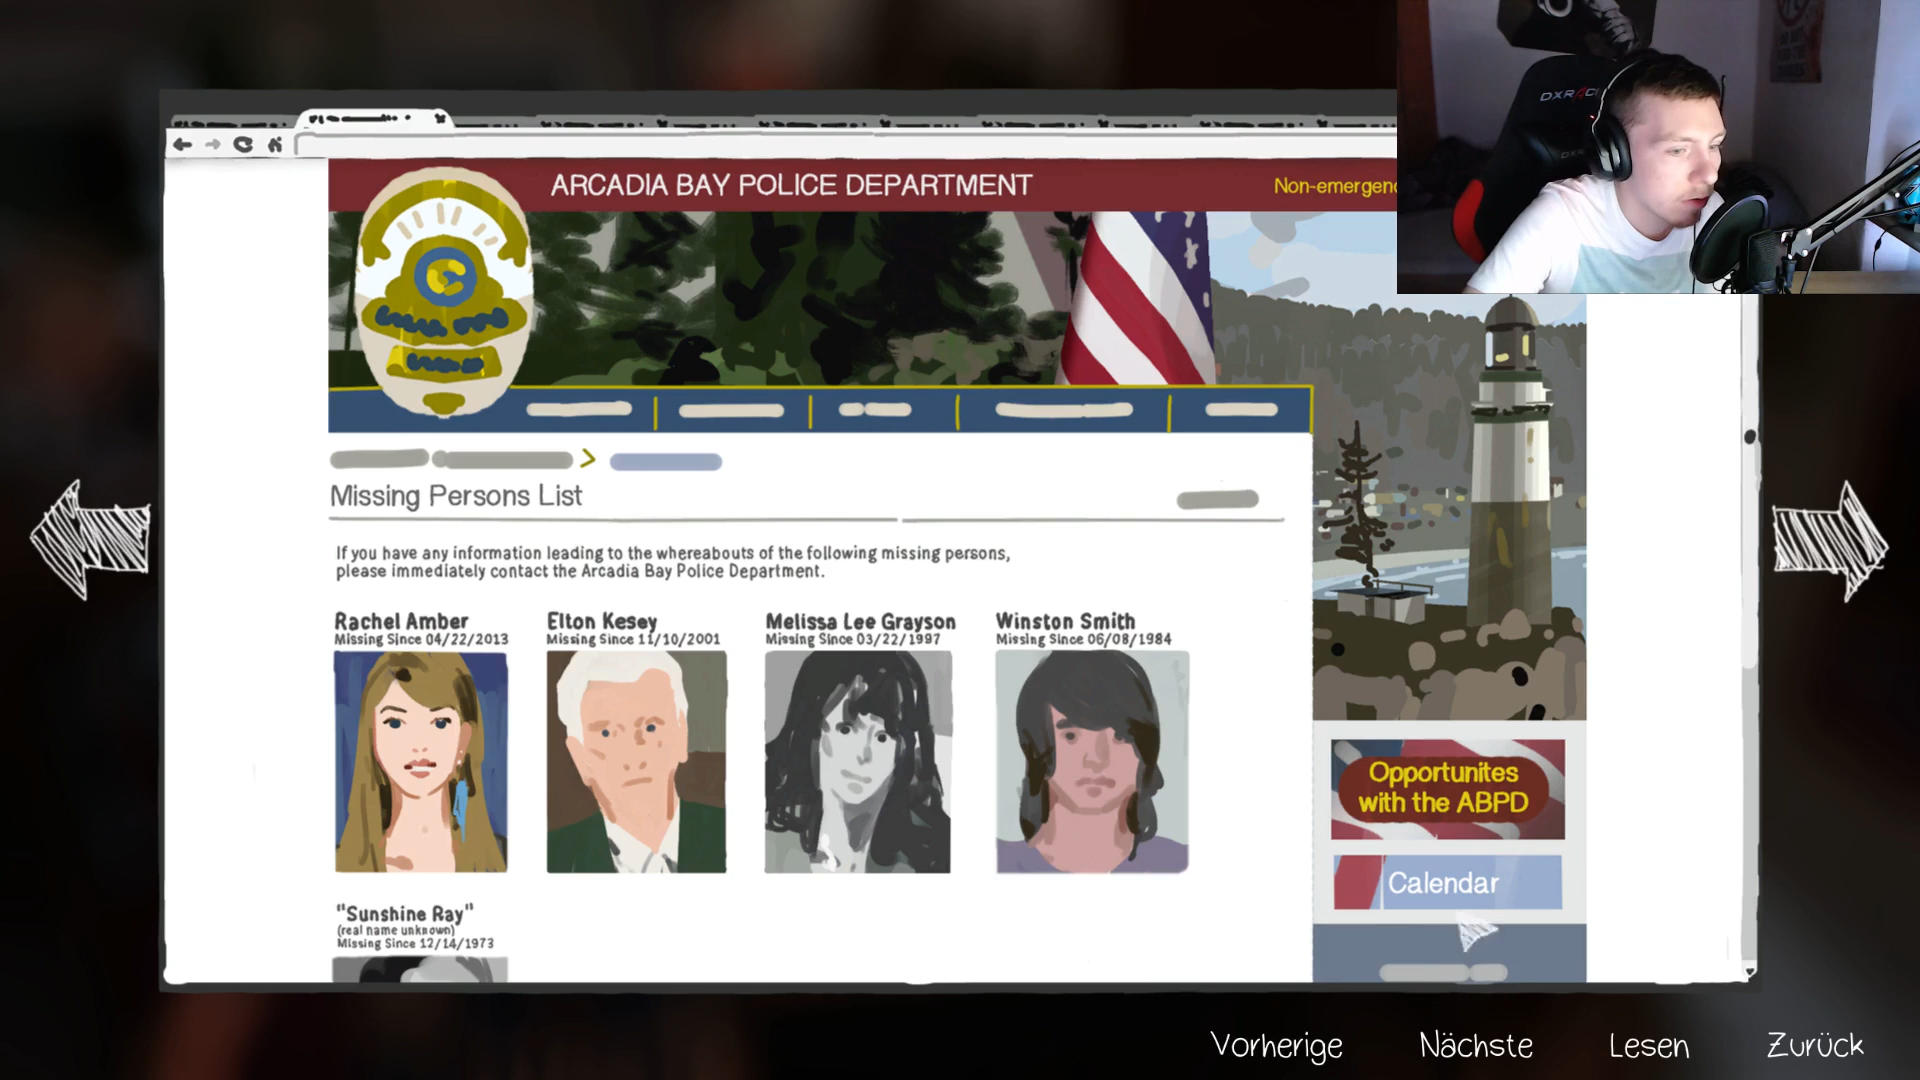 ARCADIA BAY POLICE DEPARTMENT
Missing Persons List
If you have any information leading to the whereabouts of the following missing persons,
please immediately contact the Arcadia Bay Police Department.
Rachel Amber
Missing Since 04/22/2013
Elton Kesey
Missing Since 11/10/2001
Melissa Lee Grayson
Missing Since 03/22/1997
Winston Smith
Missing Since 06/08/1984
"Sunshine Ray"
(real name unknown)
Missing Since 12/14/1973
Opportunites
with the ABPD
Calendar
Vorherige
Nächste
Lesen
Zurück